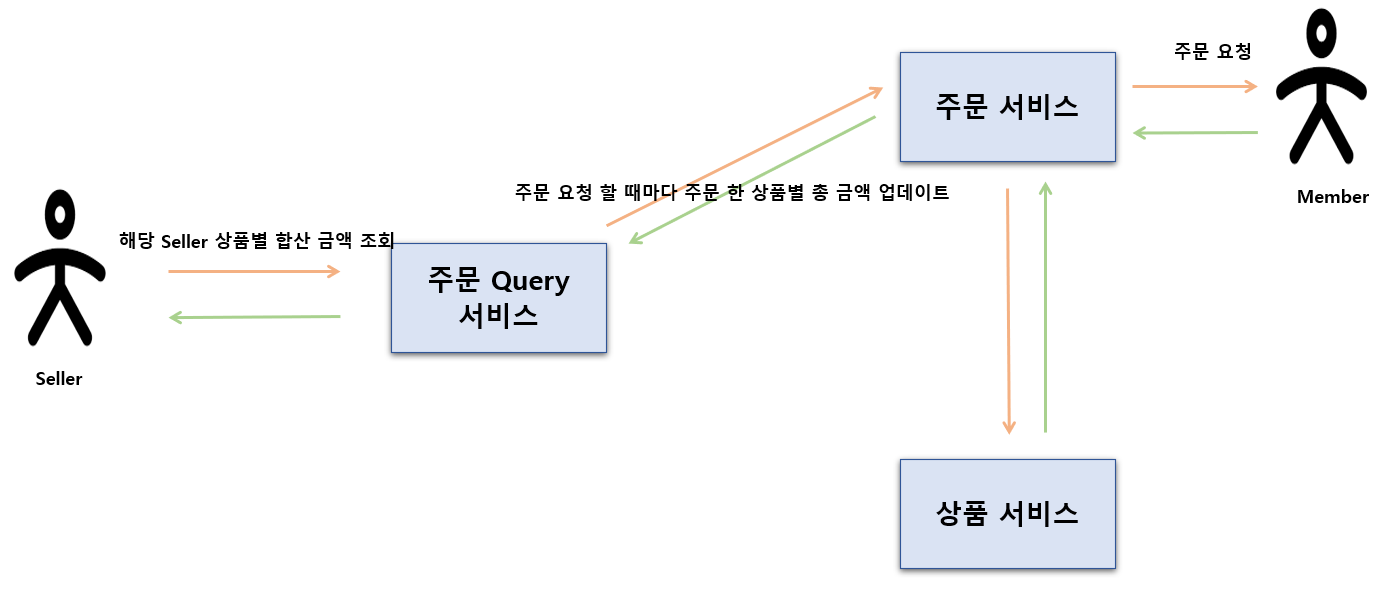 주문 요청
주문 서비스
Member
주문 요청 할 때마다 주문 한 상품별 총 금액 업데이트
해당 Seller 상품별 합산 금액 조회
주문 Query
서비스
Seller
상품 서비스